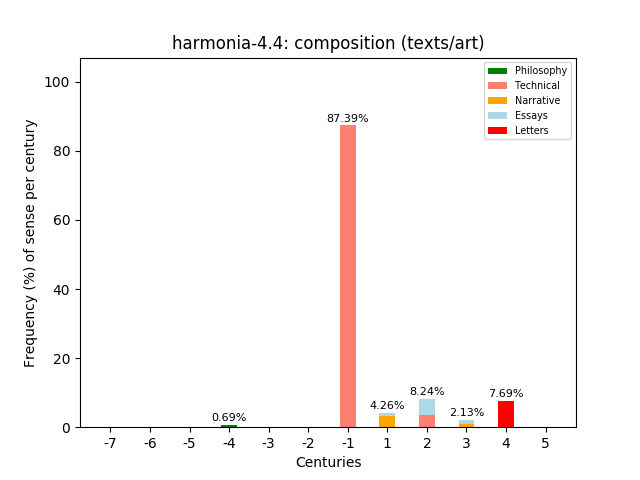 harmonia-4.4: composition (texts/art)
Frequency (%) of sense per century
100
80
60
40
20
0
Philosophy
Technical
Narrative
Essays
Letters
0.69%
87.39%
4.26%
8.24%
2.13%
7.69%
-7 -6 -5 -4 -3 -2 -1 1 2 3 4 5
Centuries